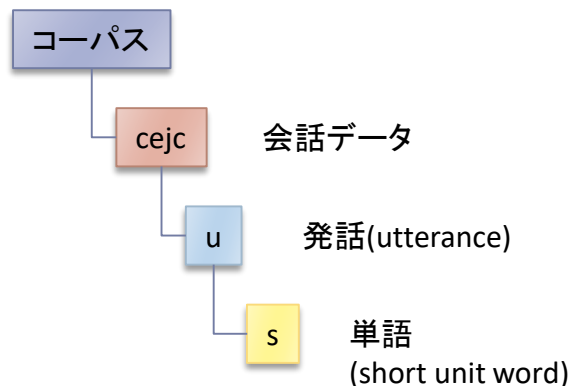 コーパス
cejc 会話データ
u 発話(utterance)
s 単語
(short unit word)